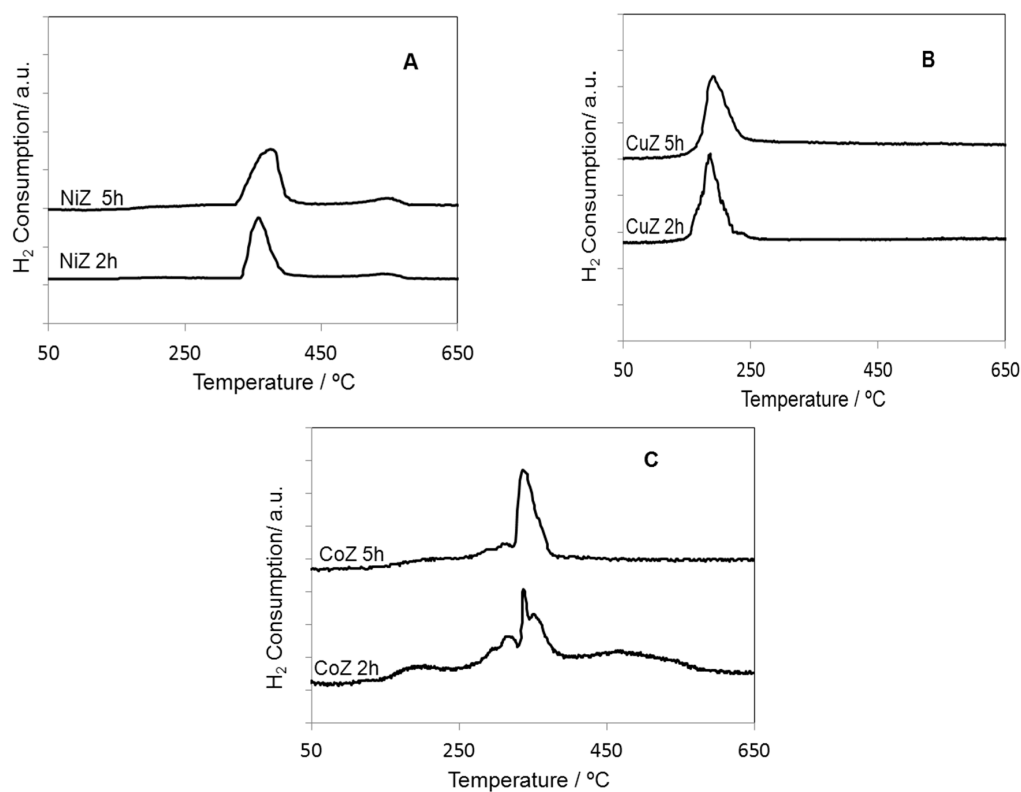 A
H2 Consumption/ a.u.
NiZ 5h
NiZ 2h
50 250 450 650
Temperature / ºC
B
H2 Consumption/ a.u.
CuZ 5h
CuZ 2h
50 250 450 650
Temperature / ºC
C
H2 Consumption/ a.u.
CoZ 5h
CoZ 2h
50 250 450 650
Temperature / ºC